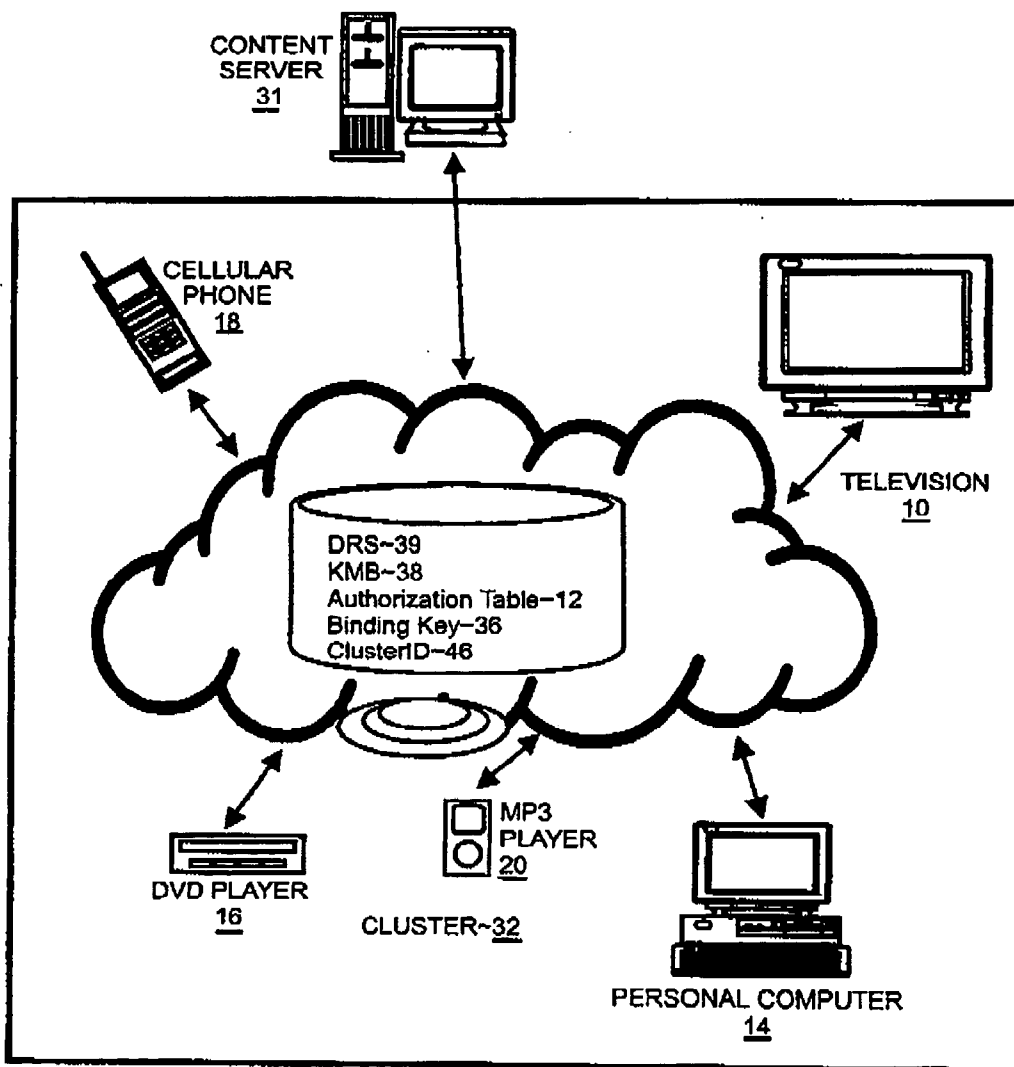 CONTENT
SERVER
31
CELLULAR
PHONE
18
TELEVISION
10
DRS~39
KMB~38
Authorization Table~12
Binding Key~36
ClusterID~46
MP3
PLAYER
20
DVD PLAYER
16
CLUSTER~32
PERSONAL COMPUTER
14